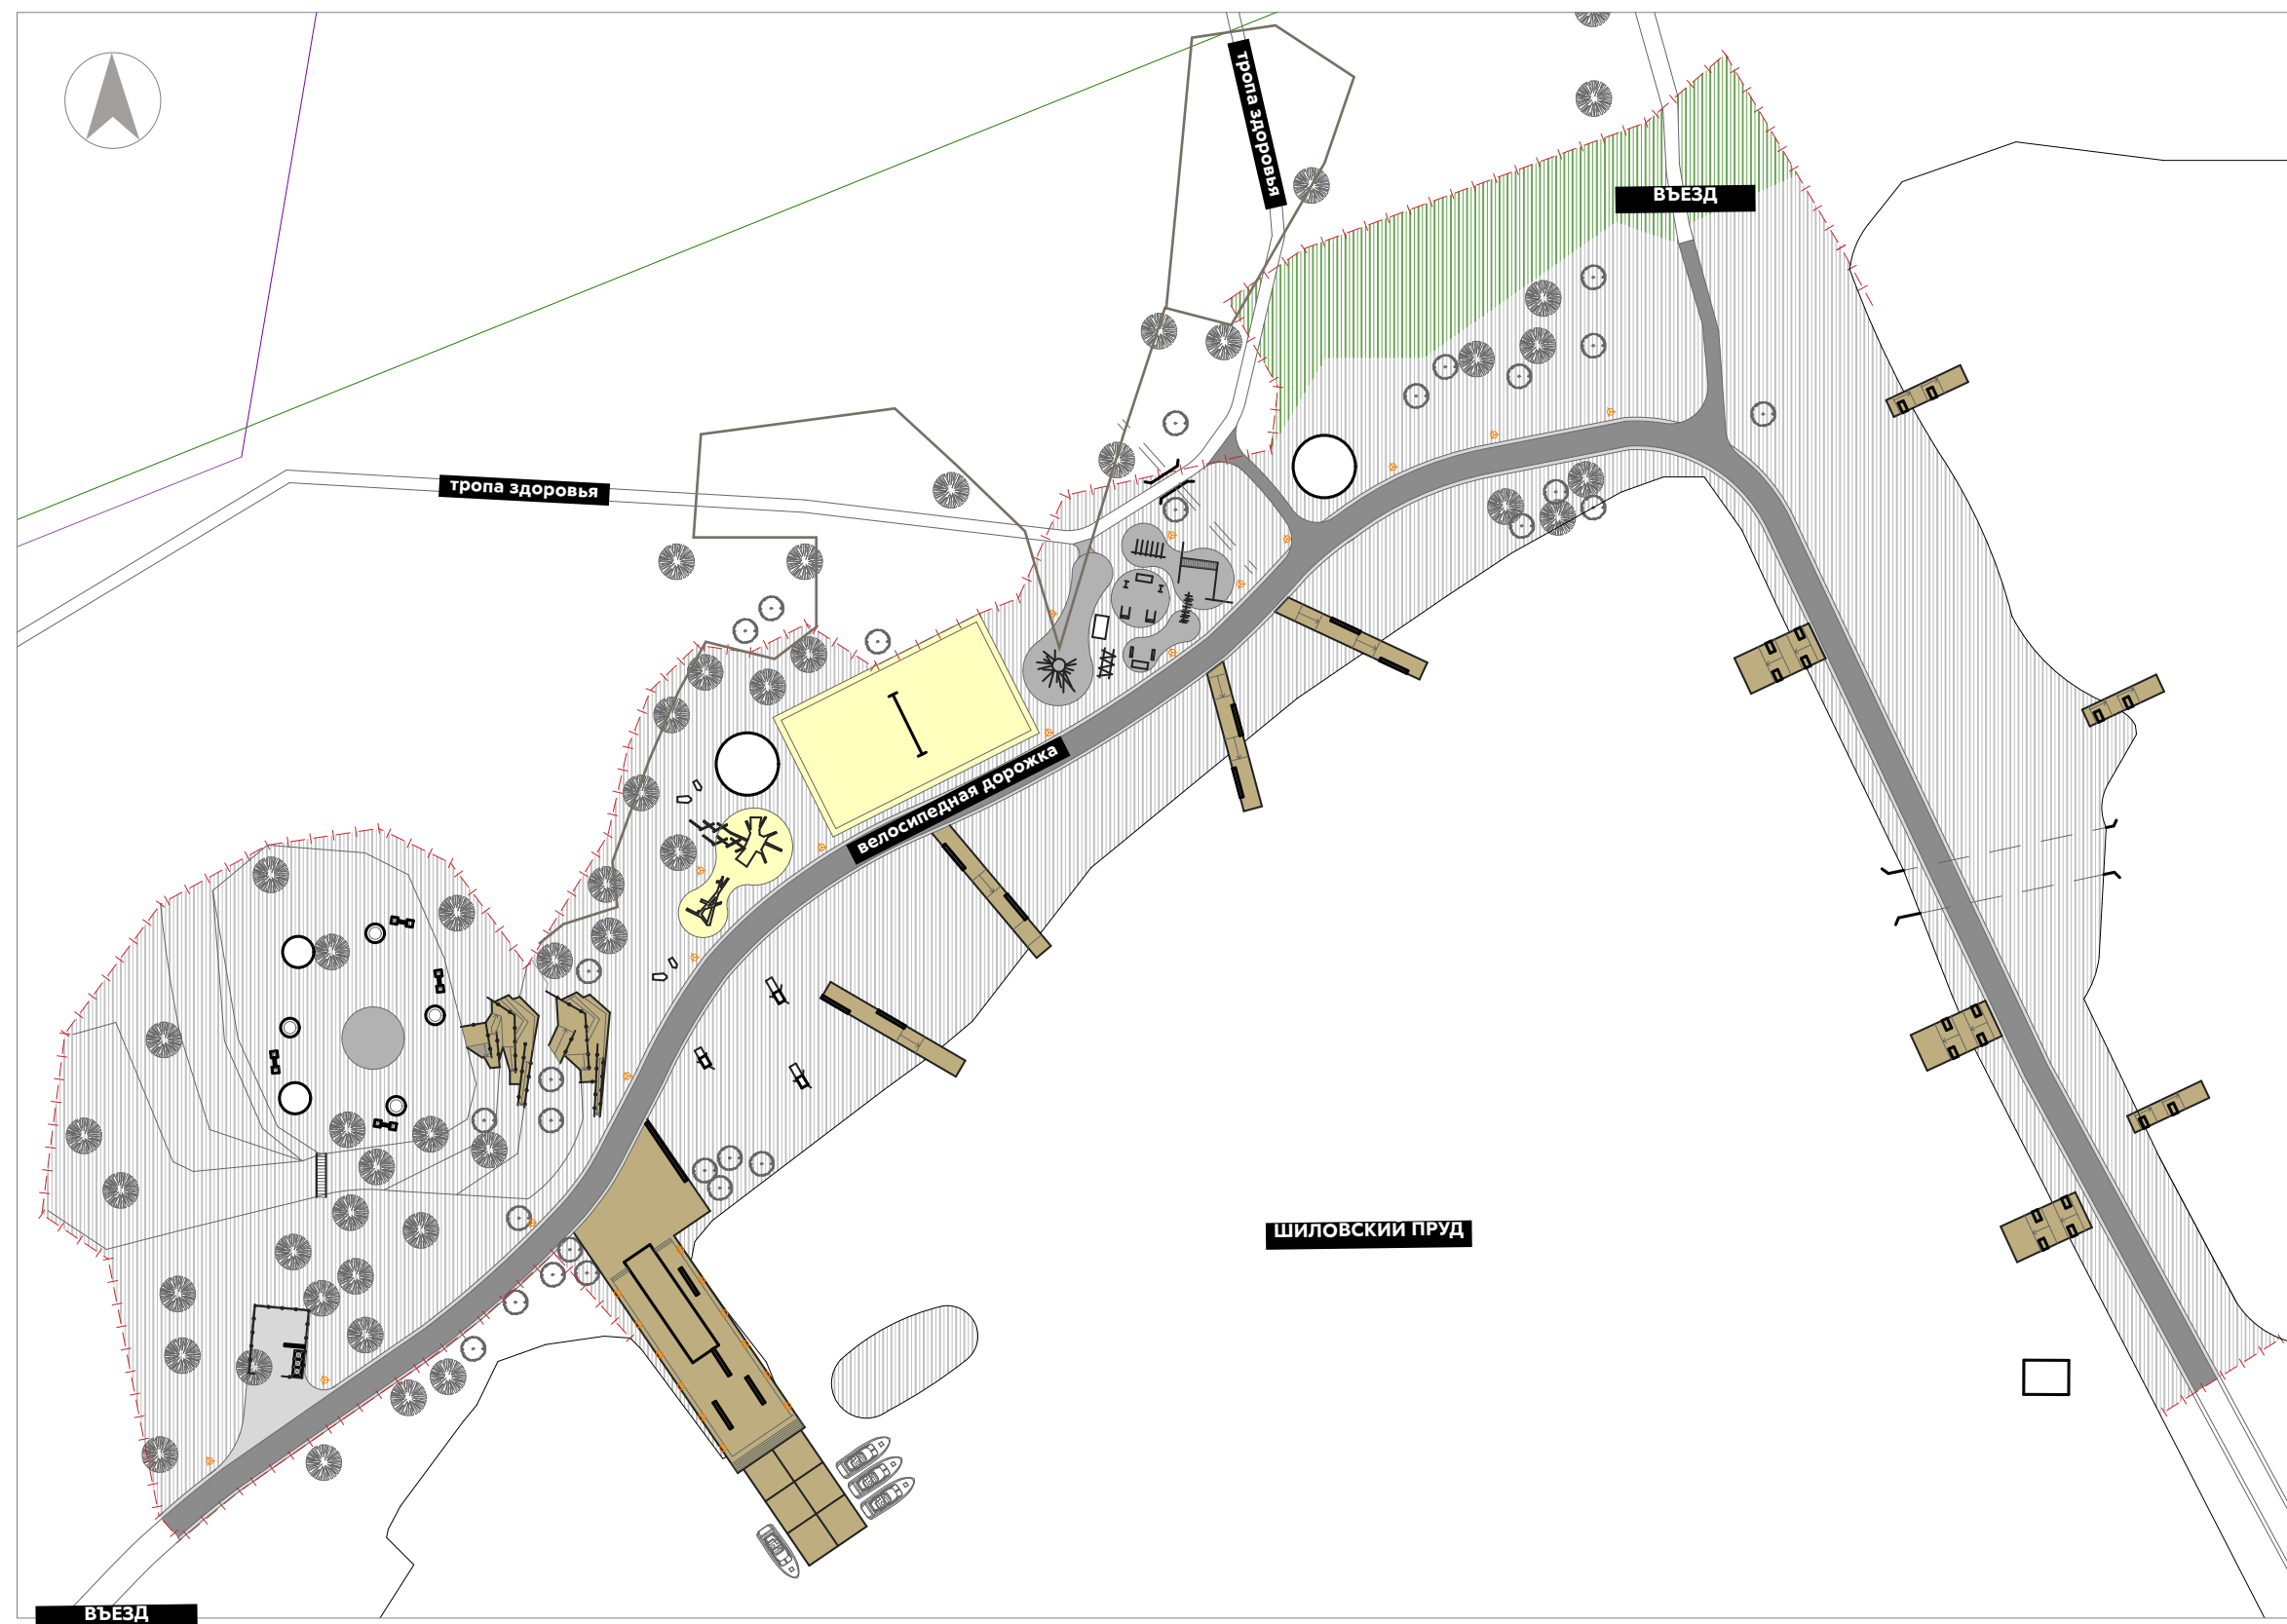 тропа здоровья
ВЪЕЗД
тропа здоровья
велосипедная дорожка
ШИЛОВСКИЙ ПРУД
ВЪЕЗД